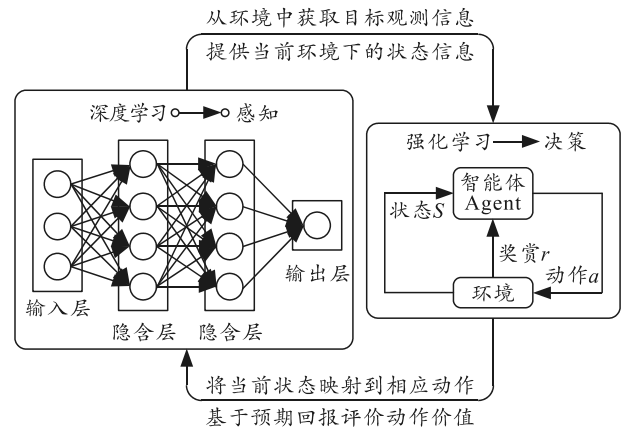 从环境中获取目标观测信息
提供当前环境下的状态信息
深度学习 感知
输入层
隐含层
隐含层
输出层
强化学习 决策
智能体
Agent
状态S
奖赏r
动作a
环境
将当前状态映射到相应动作
基于预期回报评价动作价值